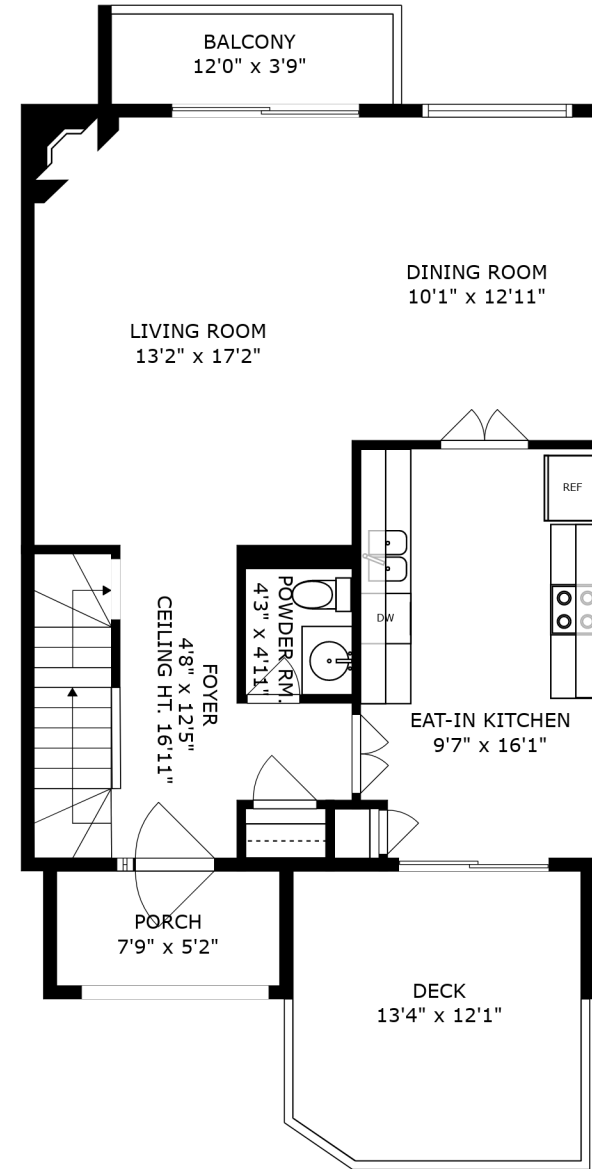 BALCONY
12'0" x 3'9"
DINING ROOM
10'1" x 12'11"
LIVING ROOM
13'2" x 17'2"
REF
DW
POWDER RM.
4'3" x 4'11"
FOYER
4'8" x 12'5"
CEILING HT. 16'11"
EAT-IN KITCHEN
9'7" x 16'1"
PORCH
7'9" x 5'2"
DECK
13'4" x 12'1"